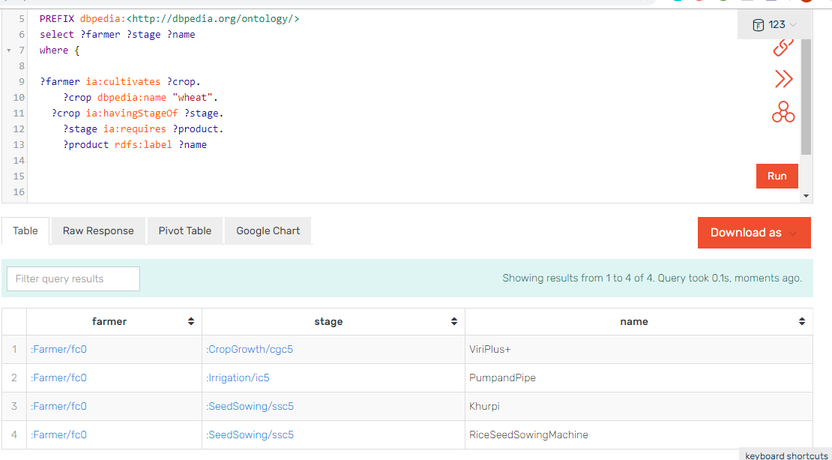 5 PREFIX dbpedia:<http://dbpedia.org/ontology/>
123
6 select ?farmer ?stage ?name
7 where {
8
9 ?farmer ia:cultivates ?crop.
10 ?crop dbpedia:name "wheat".
11 ?crop ia:havingStageOf ?stage.
12 ?stage ia:requires ?product.
13 ?product rdfs:label ?name
14
15
16
Run
Table Raw Response Pivot Table Google Chart
Download as
Filter query results
Showing results from 1 to 4 of 4. Query took 0.1s, moments ago.
farmer stage name
1 :Farmer/fc0 :CropGrowth/cgc5 ViriPlus+
2 :Farmer/fc0 :Irrigation/ic5 PumpandPipe
3 :Farmer/fc0 :SeedSowing/ssc5 Khurpi
4 :Farmer/fc0 :SeedSowing/ssc5 RiceSeedSowingMachine
keyboard shortcuts